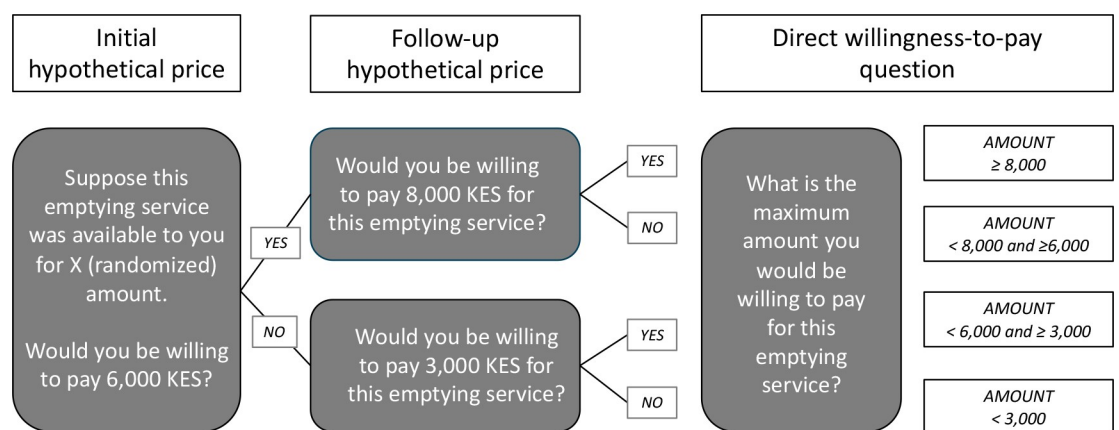 Initial
hypothetical price
Follow-up
hypothetical price
Direct willingness-to-pay
question
Suppose this
emptying service
was available to you
for X (randomized)
amount.
Would you be willing
to pay 6,000 KES?
YES
NO
Would you be willing
to pay 8,000 KES for
this emptying service?
YES
NO
Would you be willing
to pay 3,000 KES for
this emptying service?
YES
NO
What is the
maximum
amount you
would be
willing to pay
for this
emptying
service?
AMOUNT
≥ 8,000
AMOUNT
< 8,000 and ≥6,000
AMOUNT
< 6,000 and ≥ 3,000
AMOUNT
< 3,000